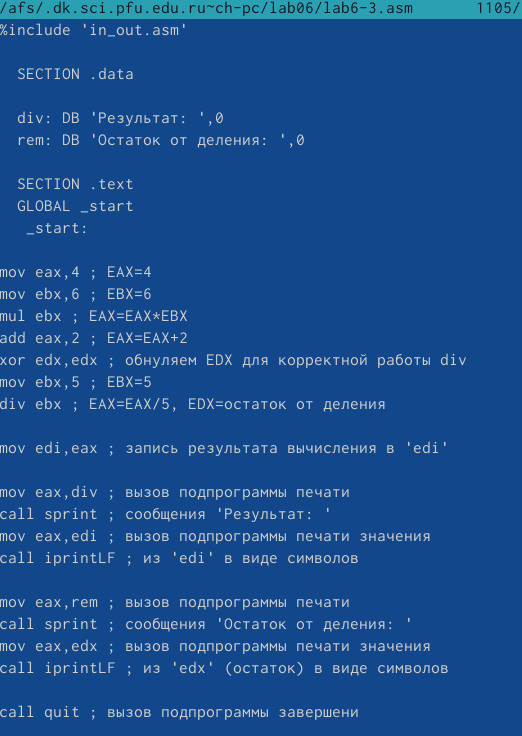 /afs/.dk.sci.pfu.edu.ru~ch-pc/lab06/lab6-3.asm 1105/
%include 'in_out.asm'
SECTION .data
div: DB 'Результат: ',0
rem: DB 'Остаток от деления: ',0
SECTION .text
GLOBAL _start
_start:
mov eax,4 ; EAX=4
mov ebx,6 ; EBX=6
mul ebx ; EAX=EAX*EBX
add eax,2 ; EAX=EAX+2
xor edx,edx ; обнуляем EDX для корректной работы div
mov ebx,5 ; EBX=5
div ebx ; EAX=EAX/5, EDX=остаток от деления
mov edi,eax ; запись результата вычисления в 'edi'
mov eax,div ; вызов подпрограммы печати
call sprint ; сообщения 'Результат: '
mov eax,edi ; вызов подпрограммы печати значения
call iprintLF ; из 'edi' в виде символов
mov eax,rem ; вызов подпрограммы печати
call sprint ; сообщения 'Остаток от деления: '
mov eax,edx ; вызов подпрограммы печати значения
call iprintLF ; из 'edx' (остаток) в виде символов
call quit ; вызов подпрограммы завершени